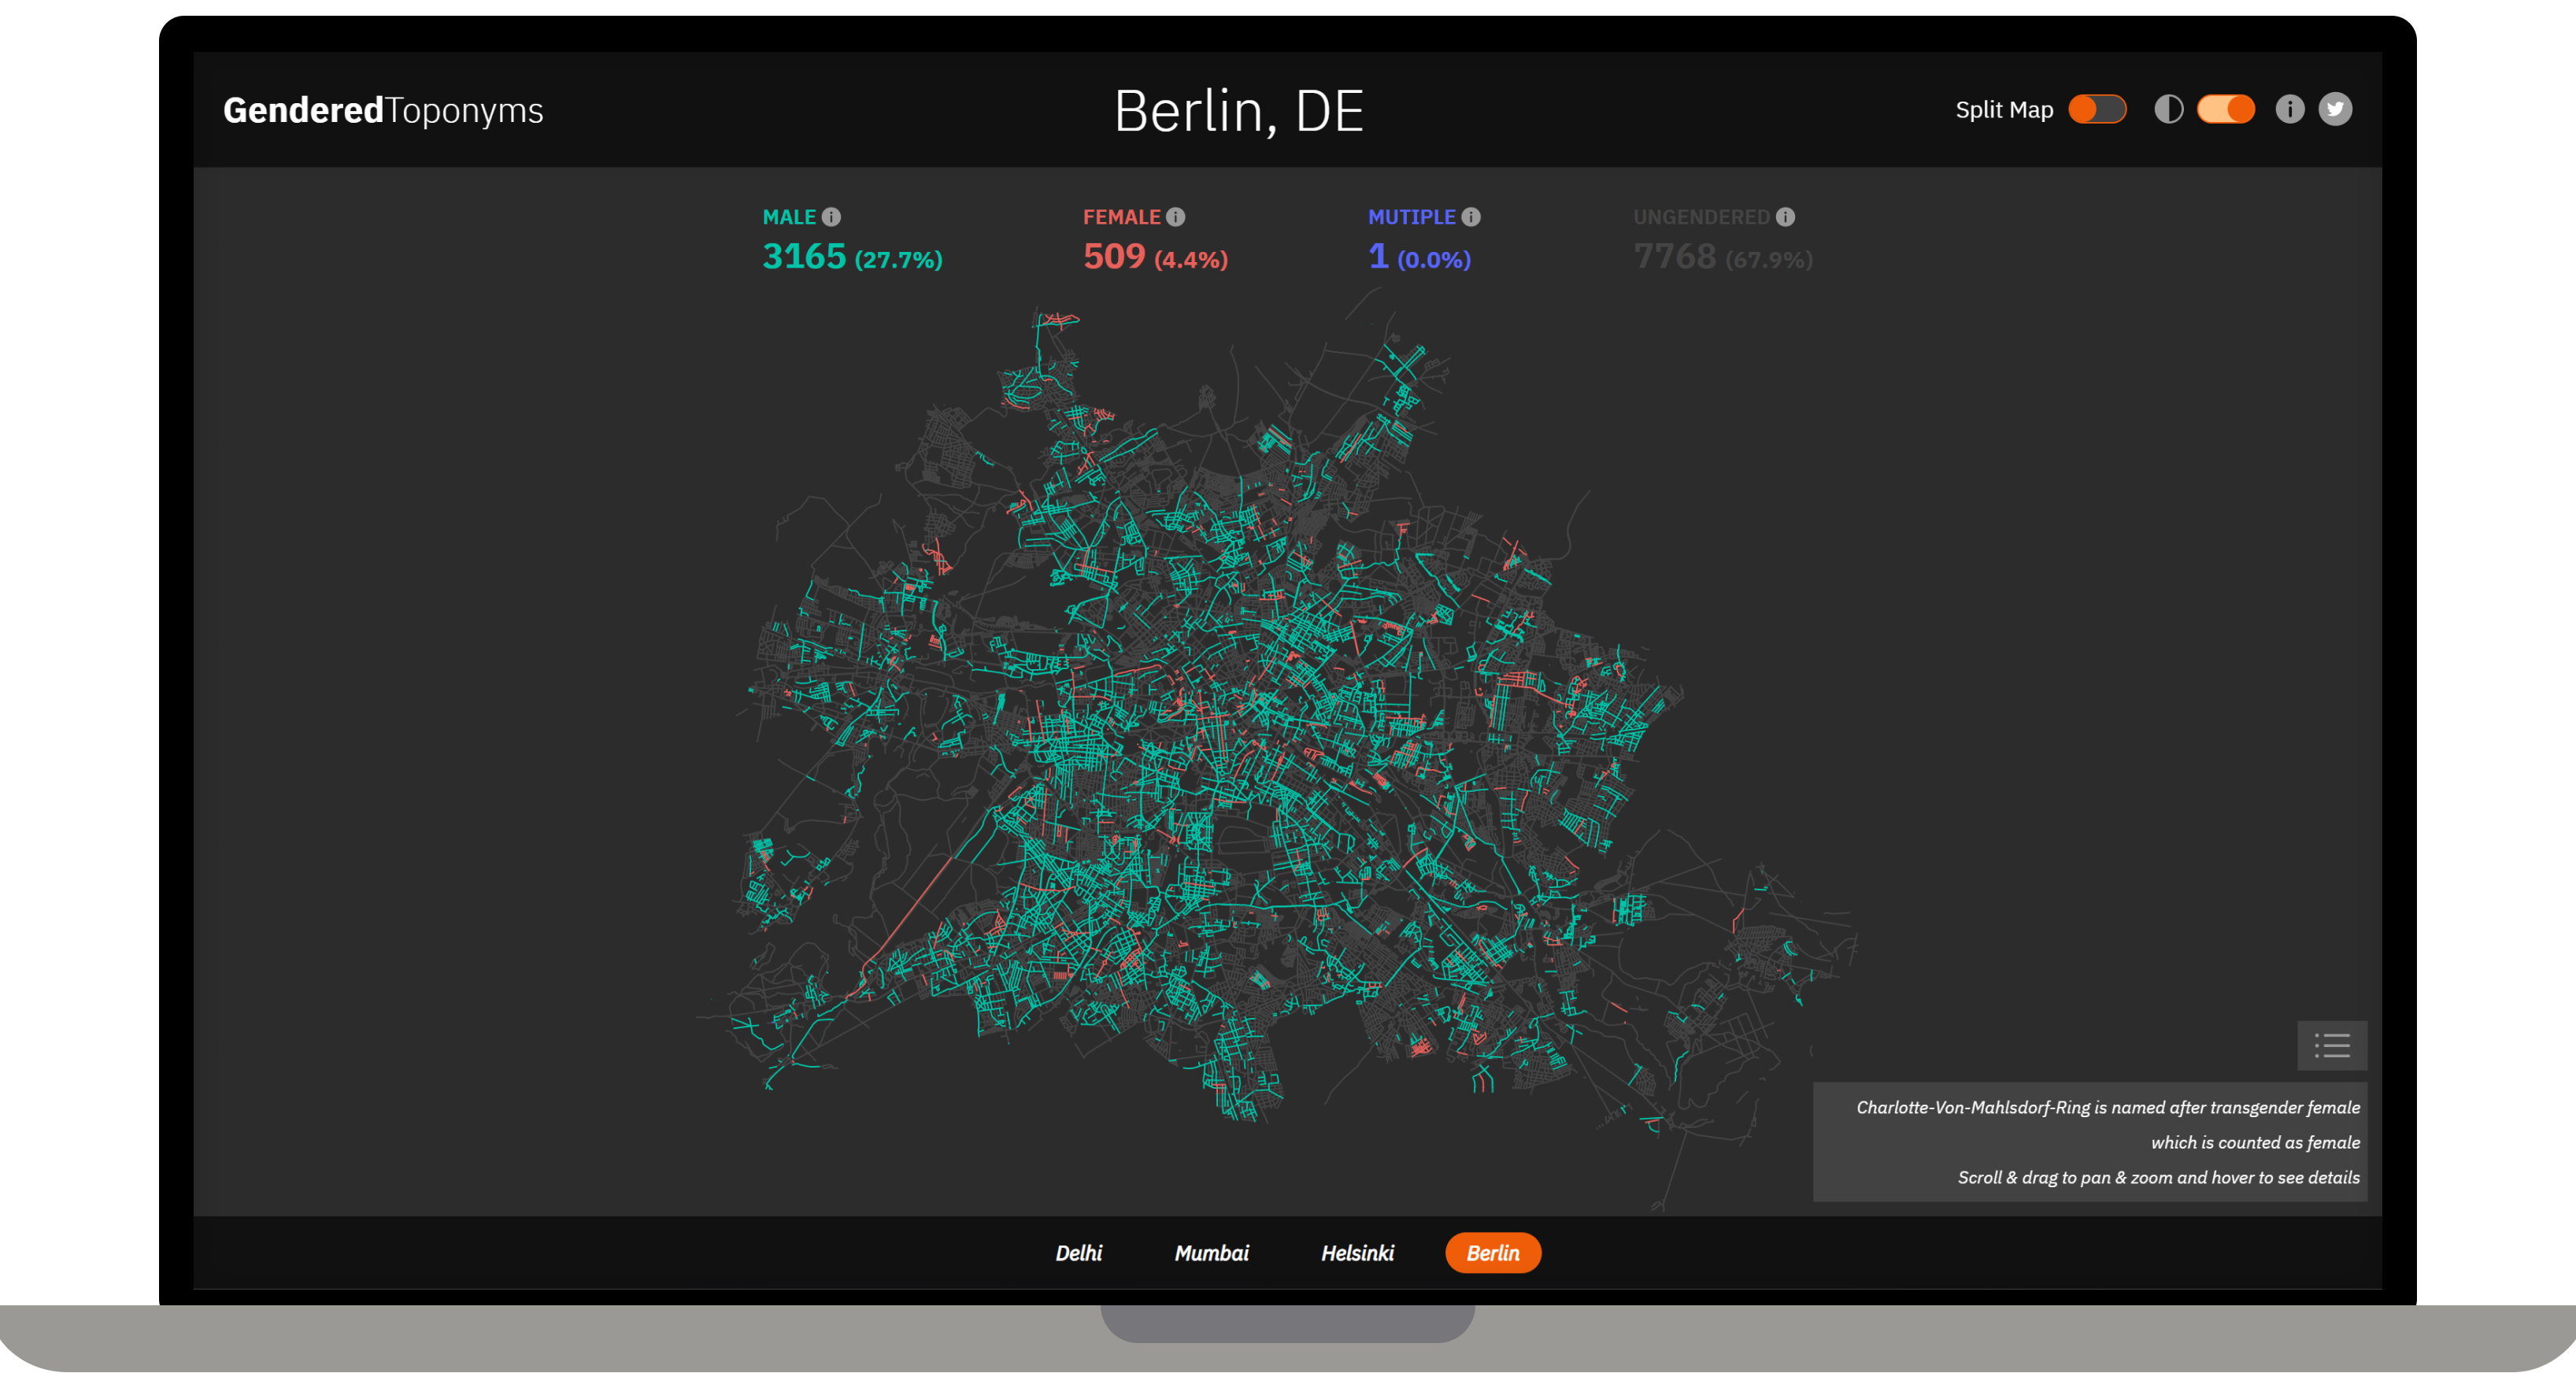 GenderedToponyms
Berlin, DE
Split Map
MALE
FEMALE
MUTIPLE
UNGENDERED
3165 (27.7%)
509 (4.4%)
1 (0.0%)
7768 (67.9%)
Charlotte-Von-Mahlsdorf-Ring is named after transgender female
which is counted as female
Scroll & drag to pan & zoom and hover to see details
Delhi
Mumbai
Helsinki
Berlin